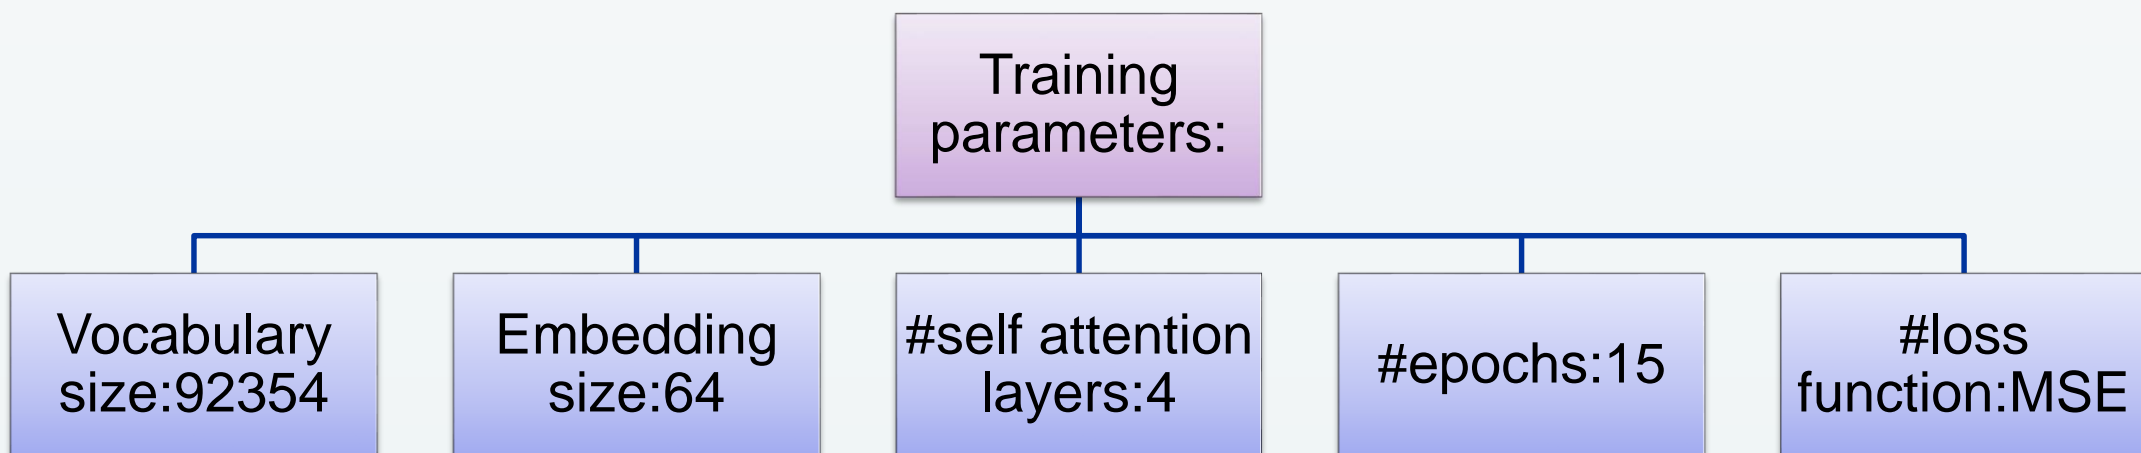 Training
parameters:
Vocabulary
size:92354
Embedding
size:64
#self attention
layers:4
#epochs:15
#loss
function:MSE